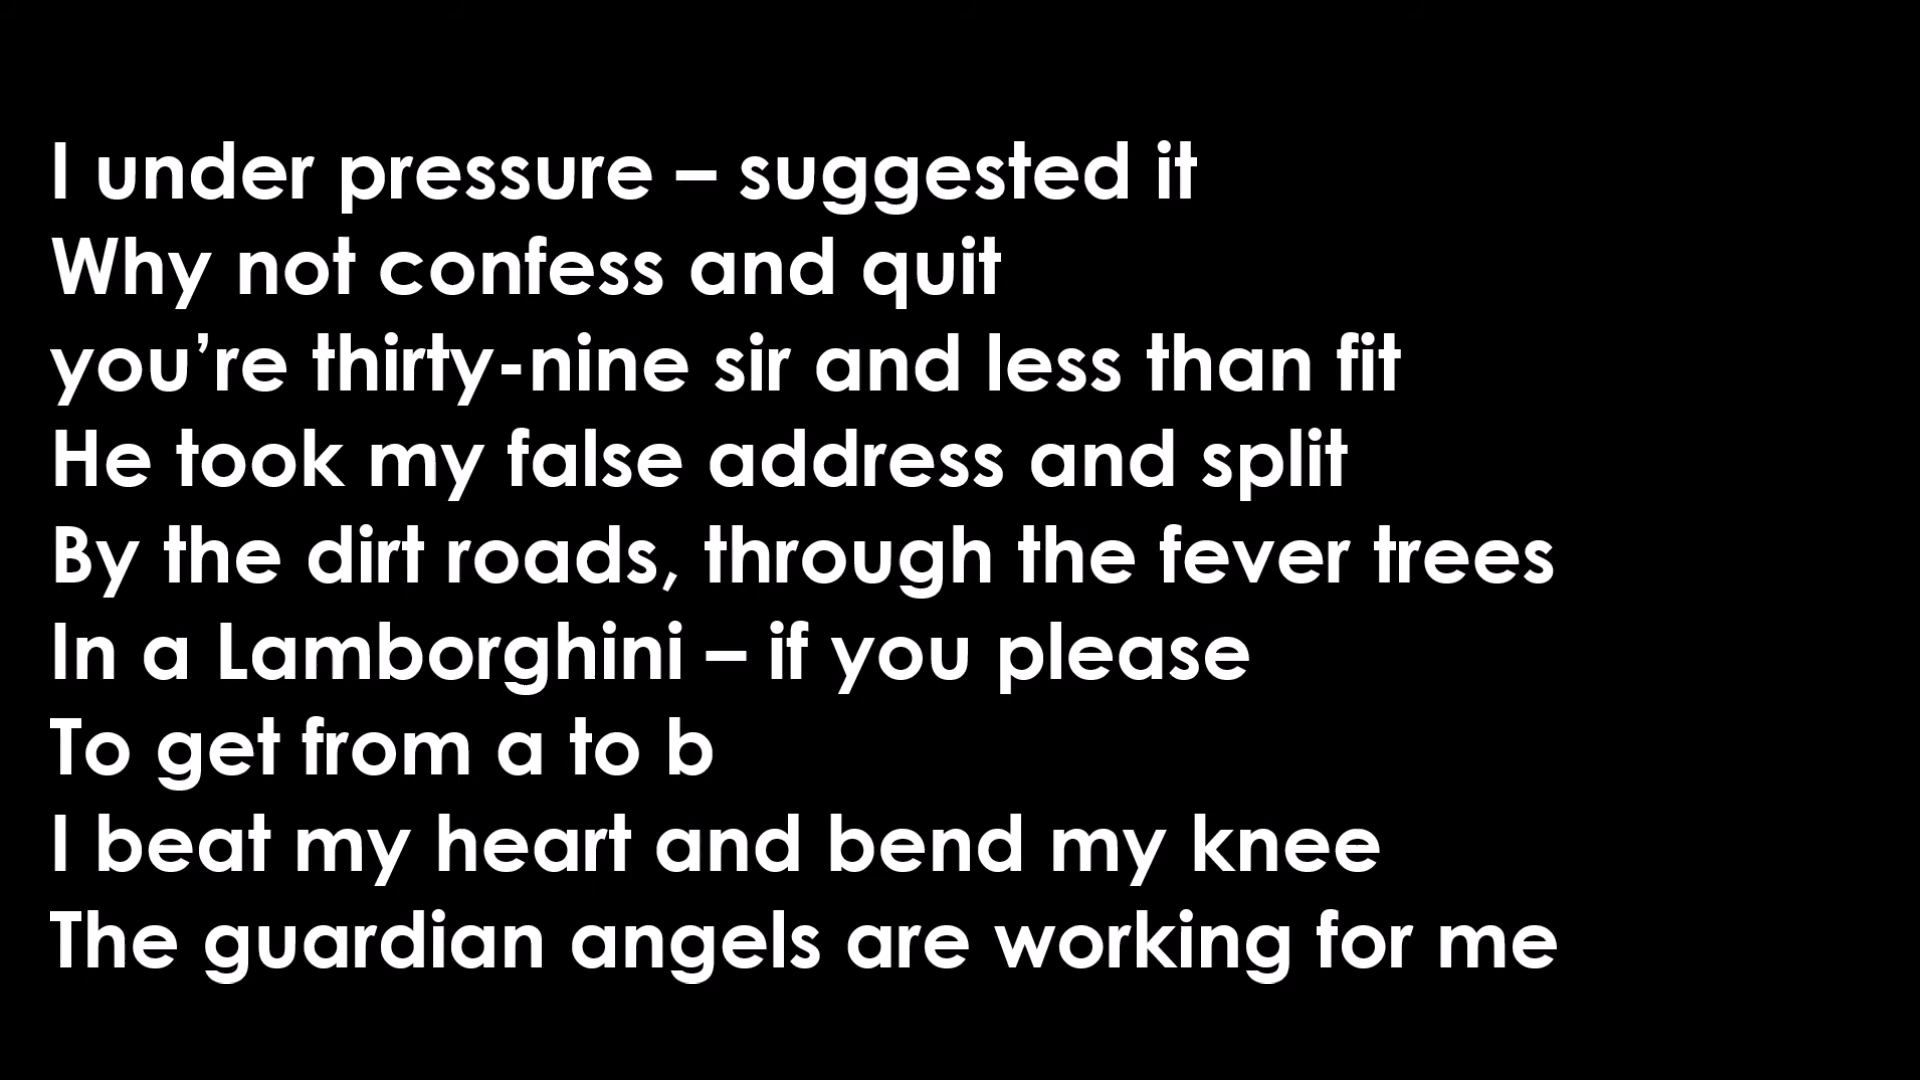 I under pressure – suggested it
Why not confess and quit
you’re thirty-nine sir and less than fit
He took my false address and split
By the dirt roads, through the fever trees
In a Lamborghini – if you please
To get from a to b
I beat my heart and bend my knee
The guardian angels are working for me